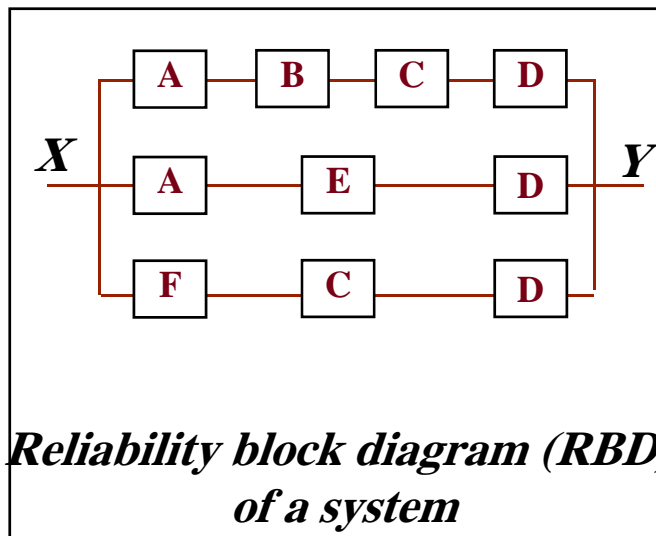 A B C D
X Y
A E D
F C D
Reliability block diagram (RBD)
of a system